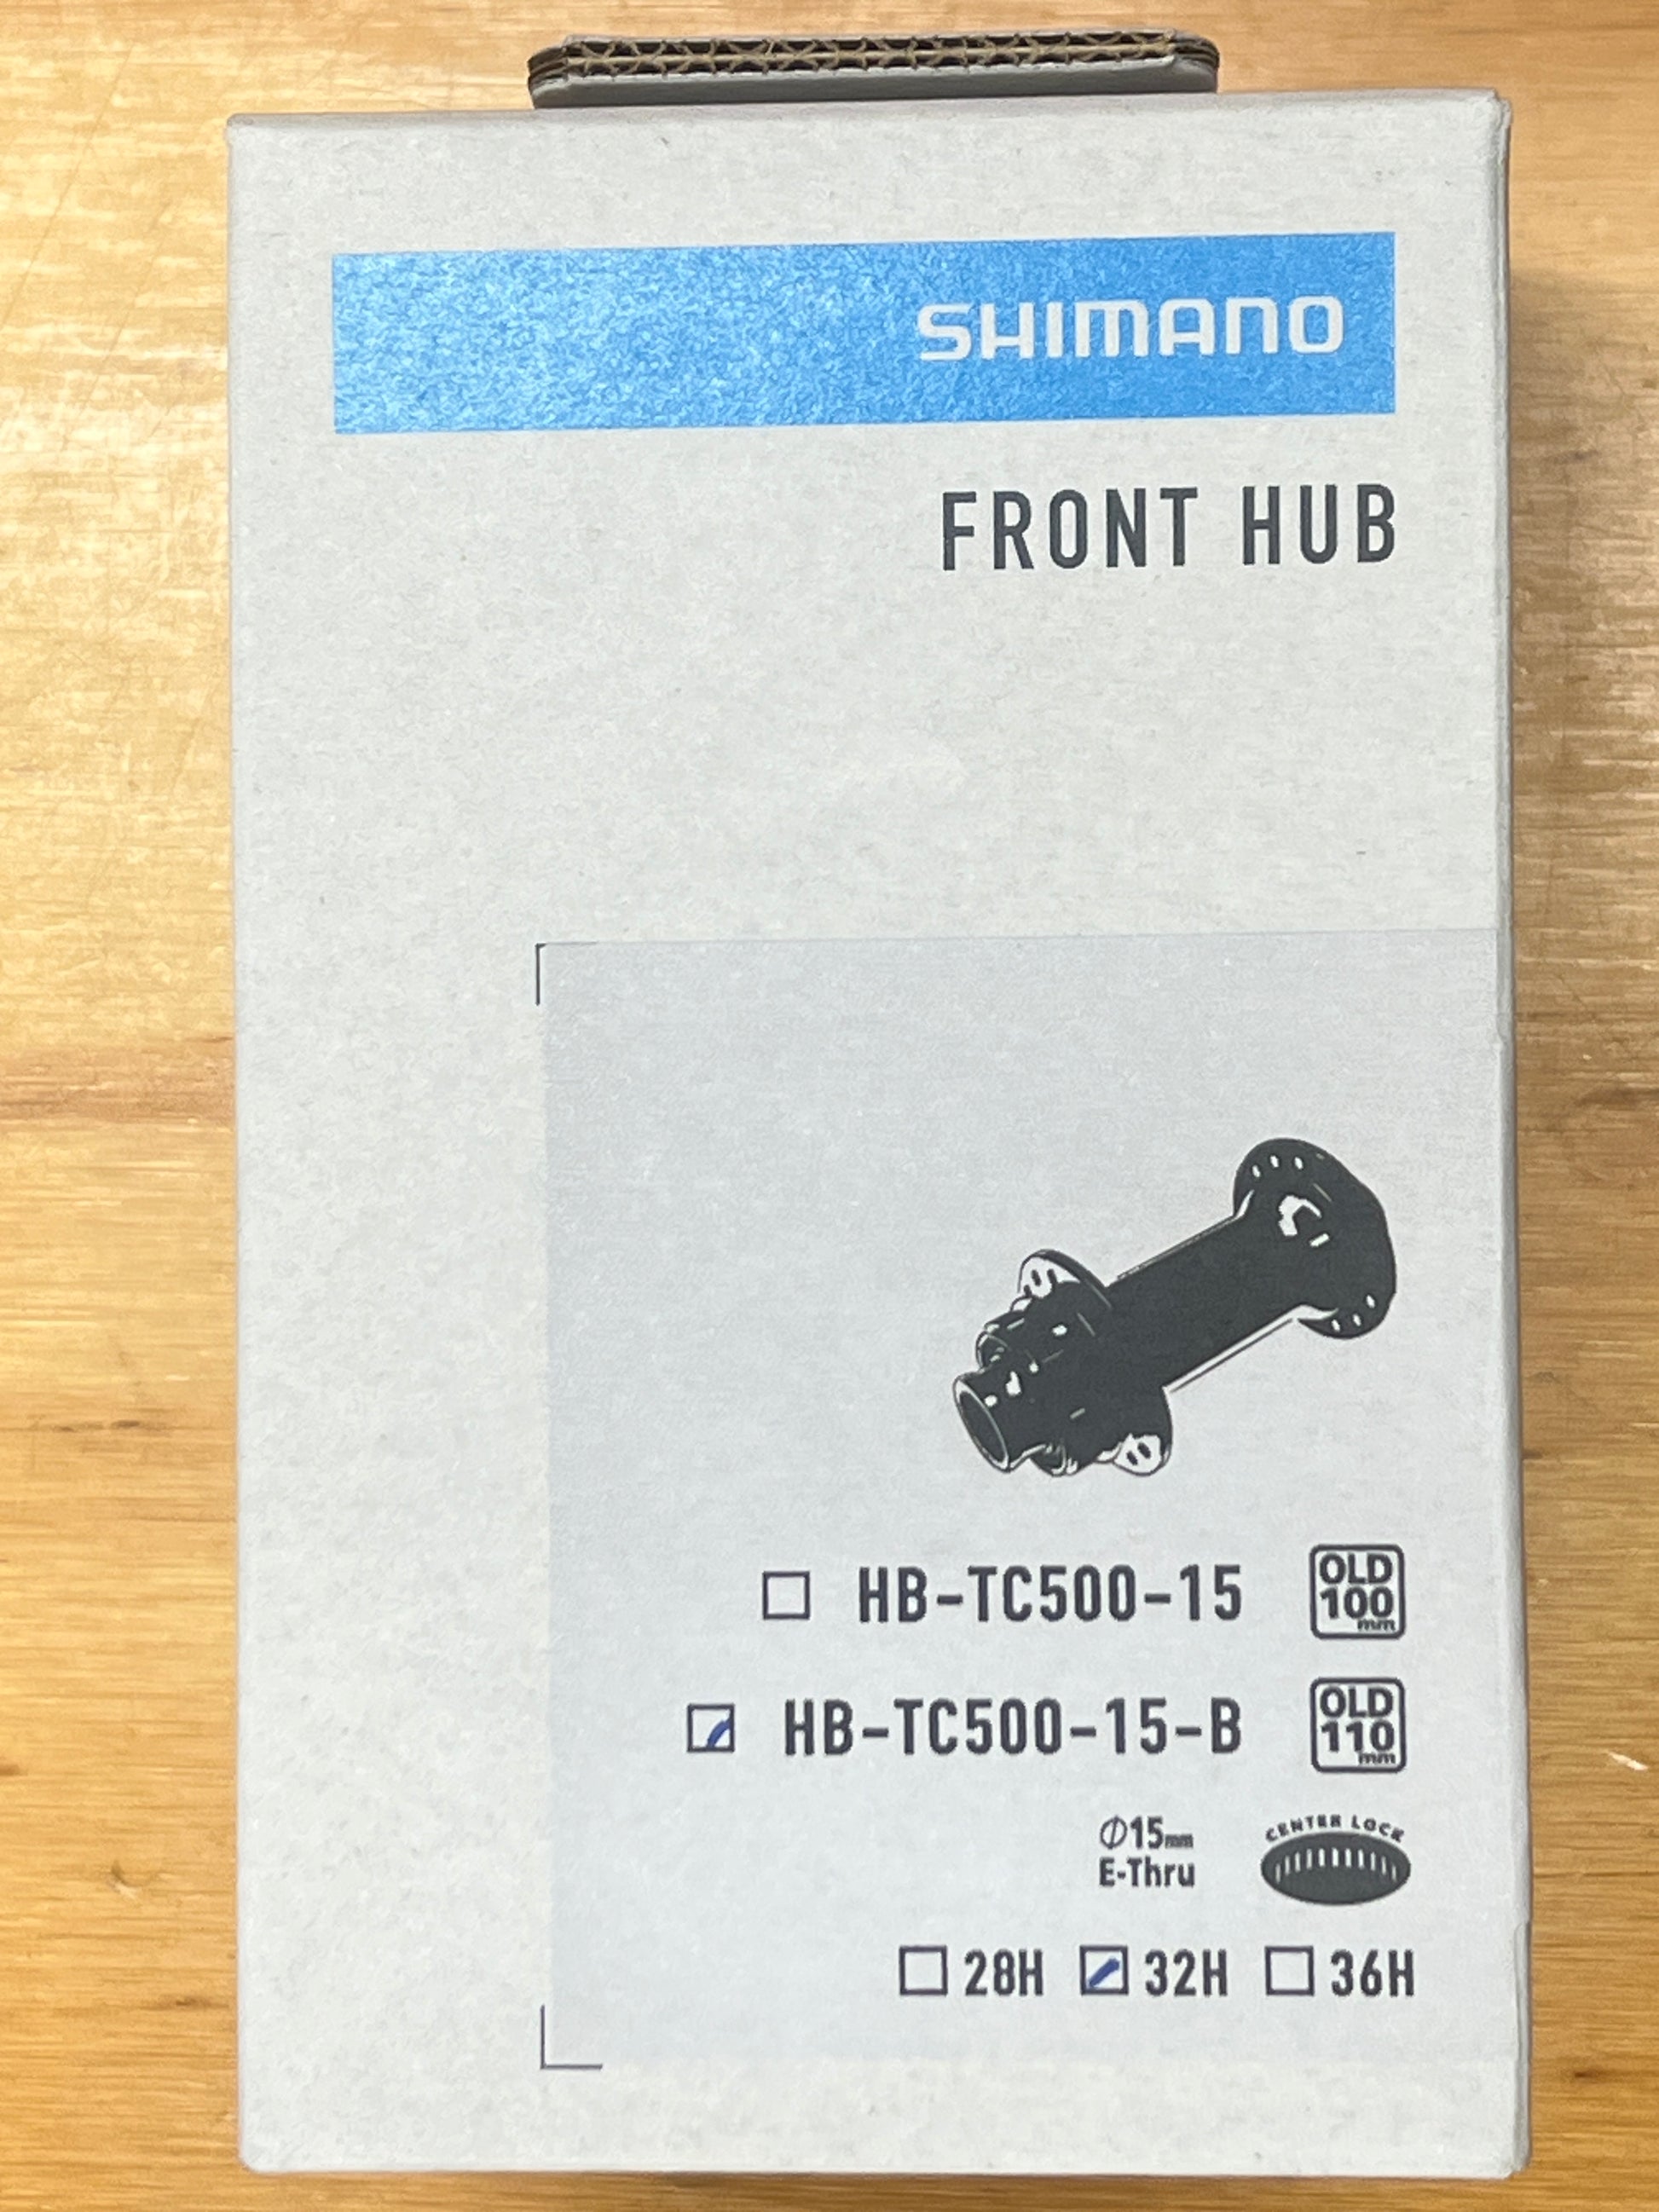 SHIMANO
FRONT HUB
HB-TC500-15 OLD 100 mm
HB-TC500-15-B OLD 110 mm
Φ15mm E-Thru CENTER LOCK
28H 32H 36H